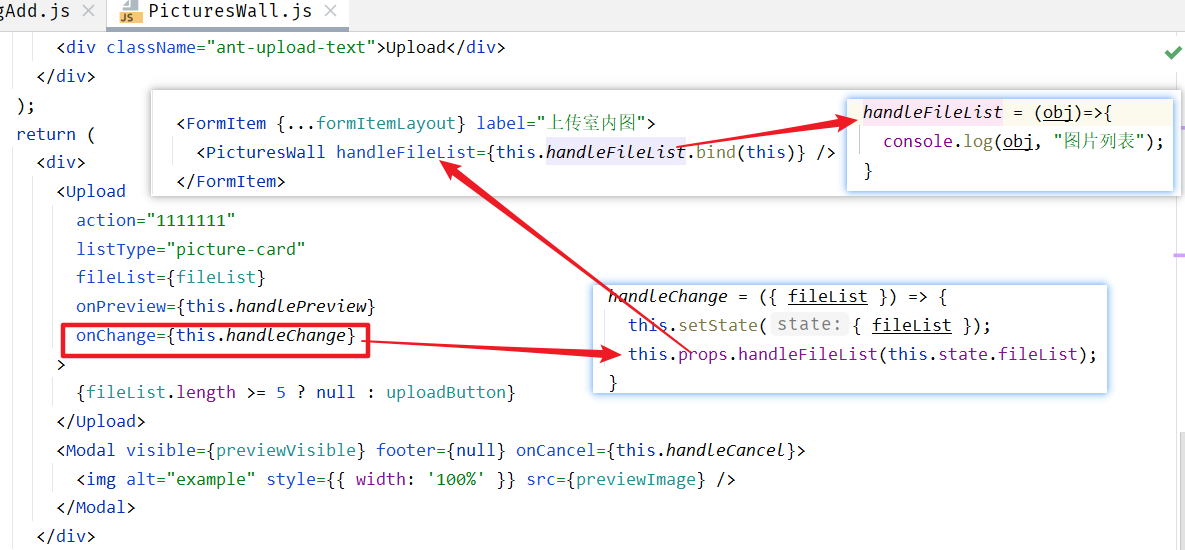 gAdd.js PicturesWall.js
<div className="ant-upload-text">Upload</div>
</div>
);
return (
<div>
<Upload
action="1111111"
listType="picture-card"
fileList={fileList}
onPreview={this.handlePreview}
onChange={this.handleChange}
>
{fileList.length >= 5 ? null : uploadButton}
</Upload>
<Modal visible={previewVisible} footer={null} onCancel={this.handleCancel}>
<img alt="example" style={{ width: '100%' }} src={previewImage} />
</Modal>
</div>
<FormItem {...formItemLayout} label="上传室内图">
<PicturesWall handleFileList={this.handleFileList.bind(this)} />
</FormItem>
handleFileList = (obj)=>{
console.log(obj, "图片列表");
}
handleChange = ({ fileList }) => {
this.setState( state: { fileList });
this.props.handleFileList(this.state.fileList);
}